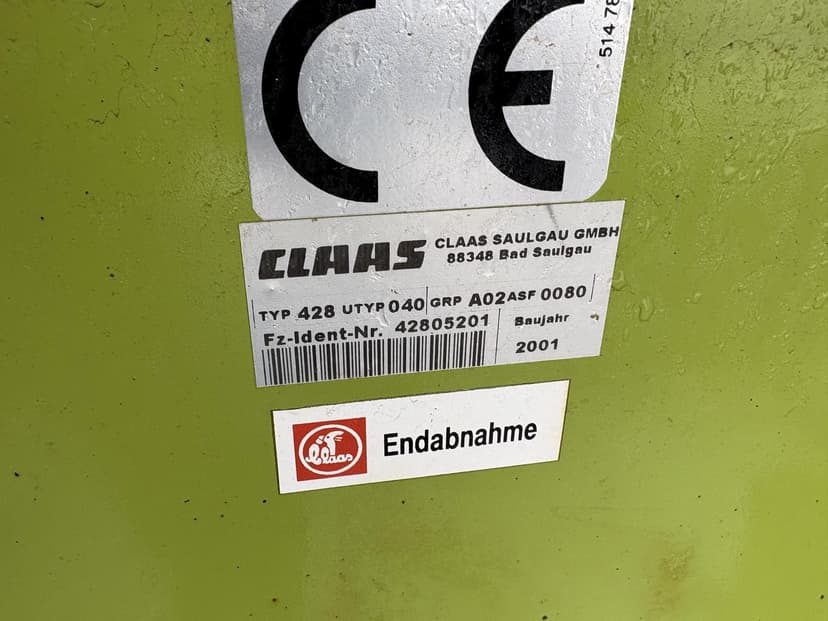 CE
514 78
CLAAS
CLAAS SAULGAU GMBH
88348 Bad Saulgau
TYP 428 UTYP 040 GRP A02 ASF 0080
Fz-Ident-Nr. 42805201
Baujahr
2001
Claas
Endabnahme